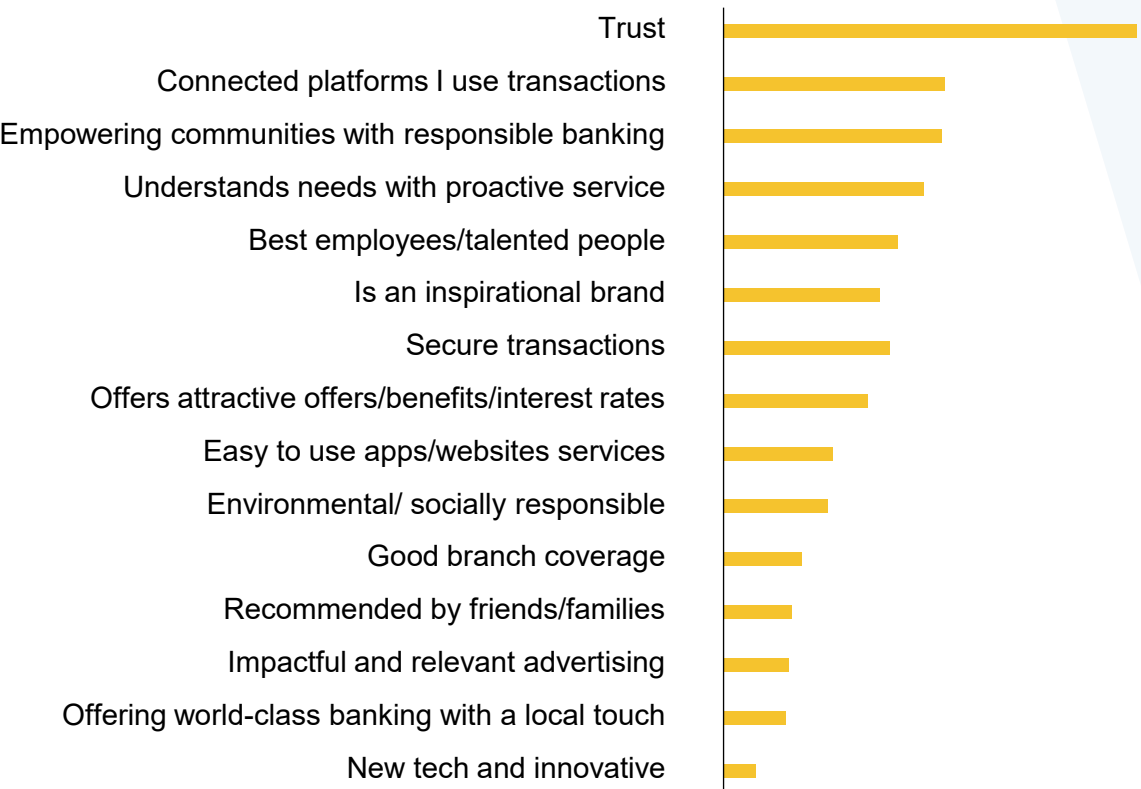 Trust
Connected platforms I use transactions
Empowering communities with responsible banking
Understands needs with proactive service
Best employees/talented people
Is an inspirational brand
Secure transactions
Offers attractive offers/benefits/interest rates
Easy to use apps/websites services
Environmental/ socially responsible
Good branch coverage
Recommended by friends/families
Impactful and relevant advertising
Offering world-class banking with a local touch
New tech and innovative